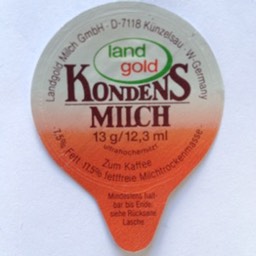 Landgold Milch GmbH · D-7118 Künzelsau · W-Germany
land
gold
KONDENS
MILCH
13 g/12,3 ml
ultrahocherhitzt
Zum Kaffee
7,5% Fett 17,5% fettfreie Milchtrockenmasse
Mindestens halt-
bar bis Ende:
siehe Rückseite
Lasche